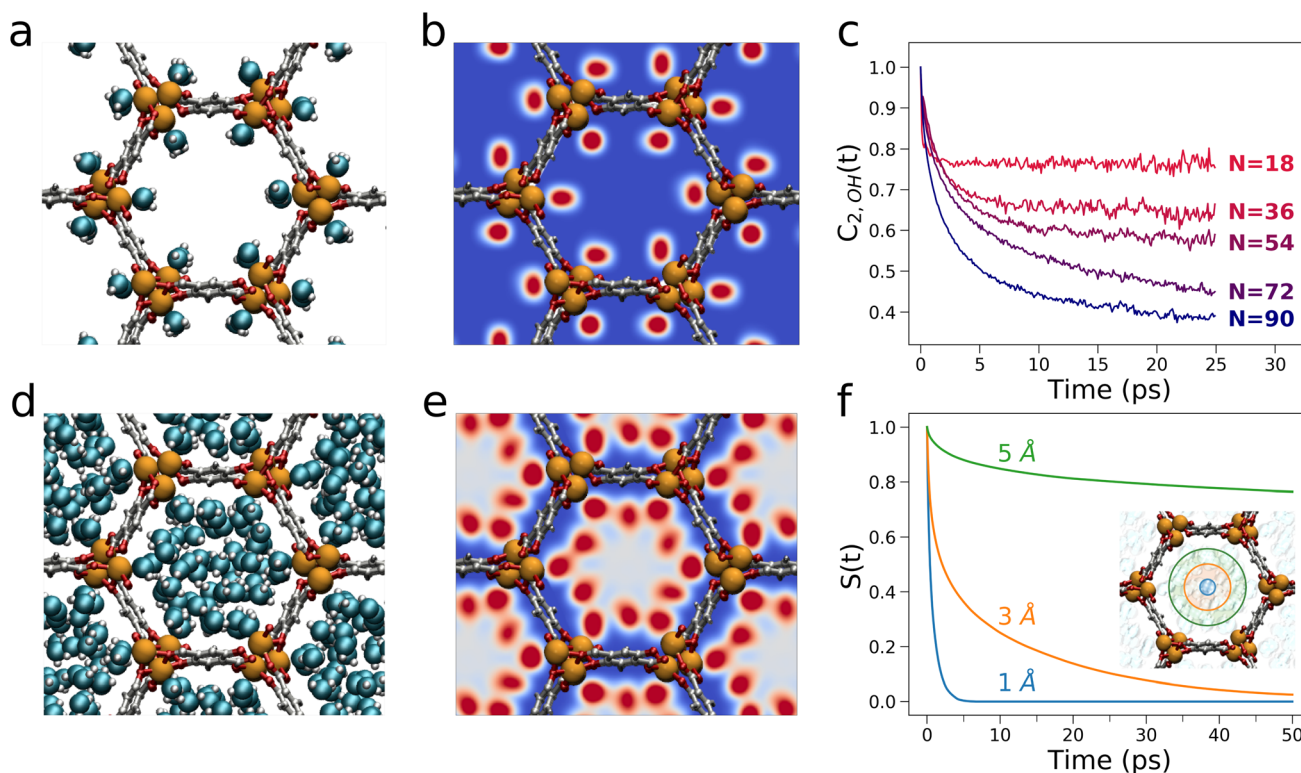 a
b
c
1.0
0.9
0.8
0.7
0.6
0.5
0.4
C2, OH(t)
N=18
N=36
N=54
N=72
N=90
0 5 10 15 20 25 30
Time (ps)
d
e
f
1.0
0.8
0.6
0.4
0.2
0.0
S(t)
5 Å
3 Å
1 Å
0 10 20 30 40 50
Time (ps)